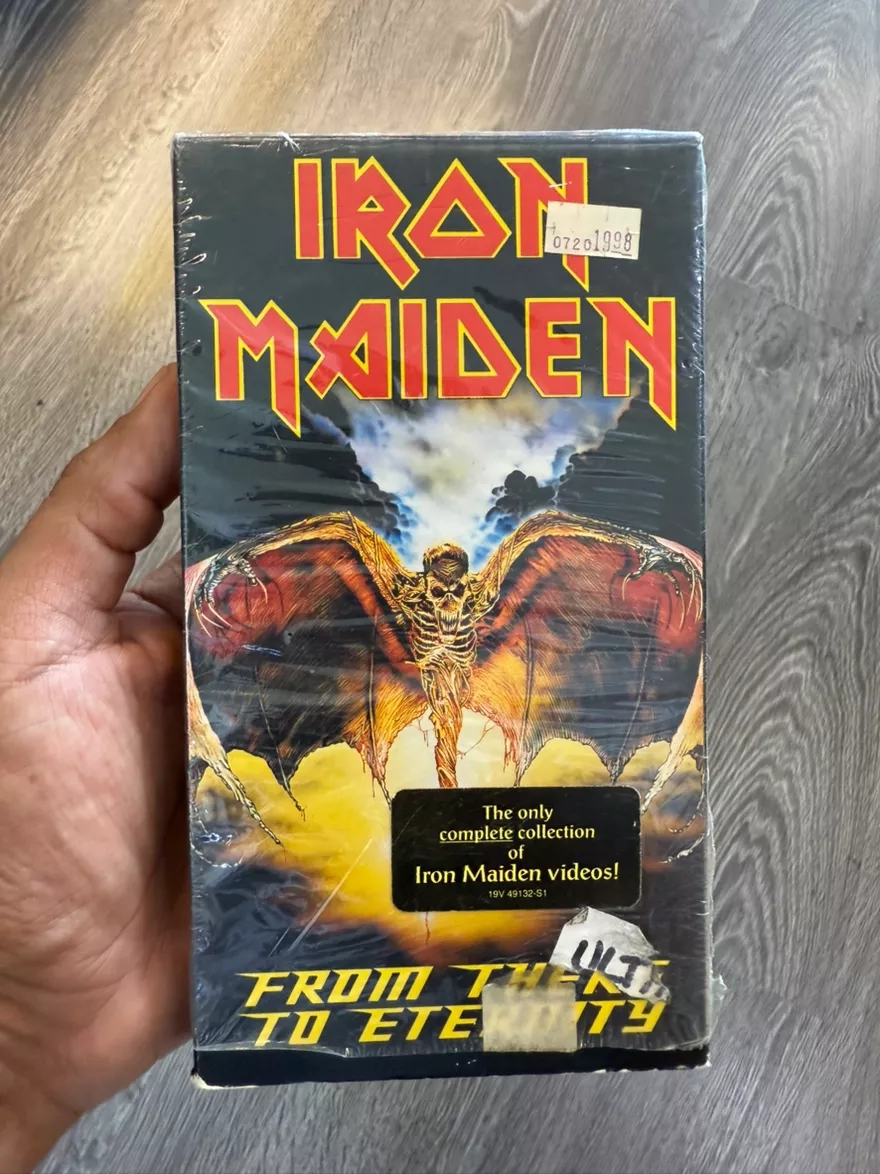 IRON
07201998
MAIDEN
The only
complete collection
of
Iron Maiden videos!
19V 49132-S1
FROM
TO